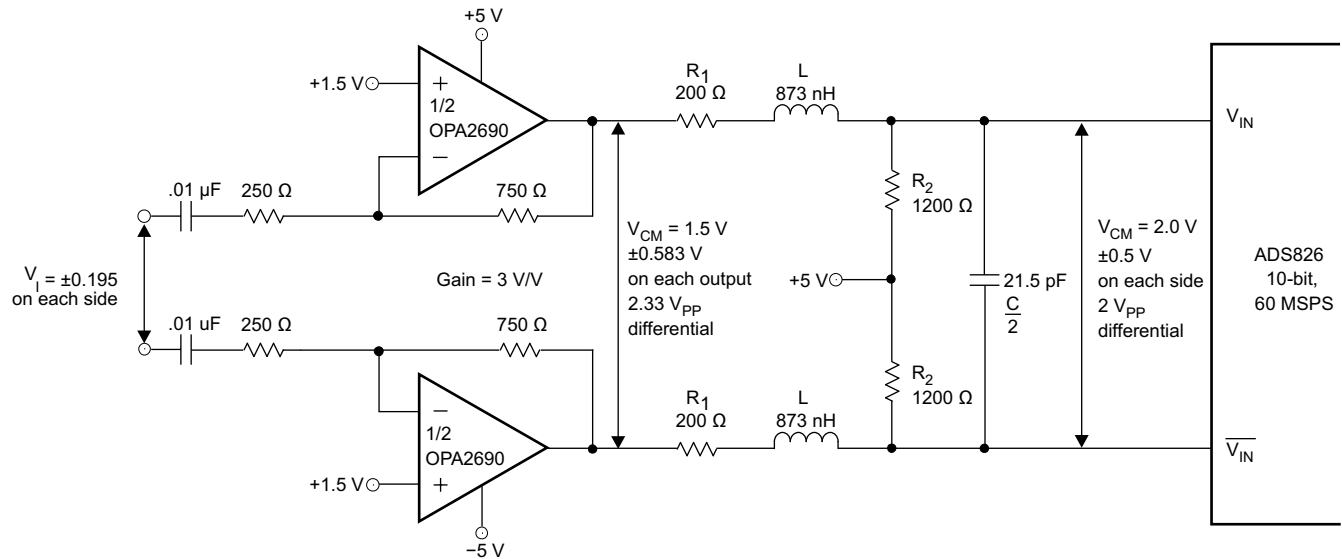 +5 V
+1.5 V
+
1/2
OPA2690
−
.01 µF
250 Ω
750 Ω
V_I = ±0.195
on each side
Gain = 3 V/V
.01 uF
250 Ω
750 Ω
−
1/2
OPA2690
+1.5 V
+
−5 V
R1
200 Ω
L
873 nH
V_CM = 1.5 V
±0.583 V
on each output
2.33 V_PP
differential
R1
200 Ω
L
873 nH
R2
1200 Ω
+5 V
R2
1200 Ω
21.5 pF
C
2
V_CM = 2.0 V
±0.5 V
on each side
2 V_PP
differential
V_IN
ADS826
10-bit,
60 MSPS
V_IN